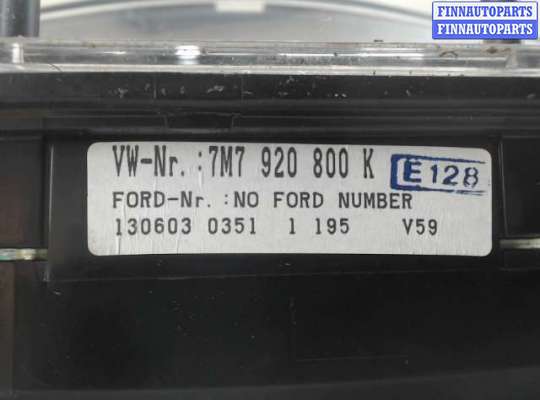 FINNAUTOPARTS
FINNAUTOPARTS
VW-Nr. :7M7 920 800 K
E128
FORD-Nr. :NO FORD NUMBER
130603 0351 1 195 V59